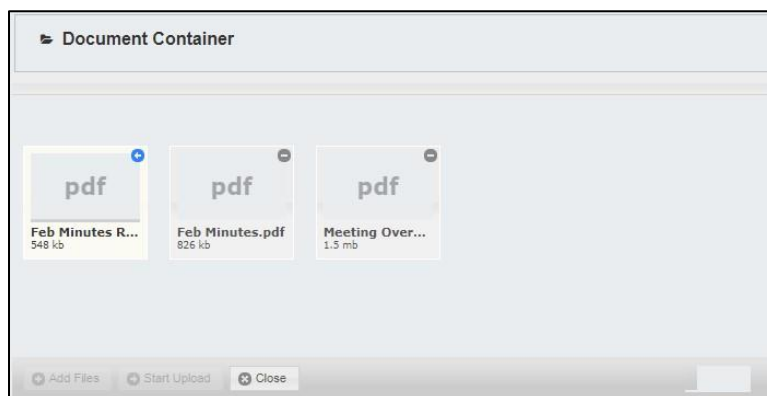 Document Container
pdf
pdf
pdf
Feb Minutes R...
Feb Minutes.pdf
Meeting Over...
548 kb
826 kb
1.5 mb
Add Files
Start Upload
Close